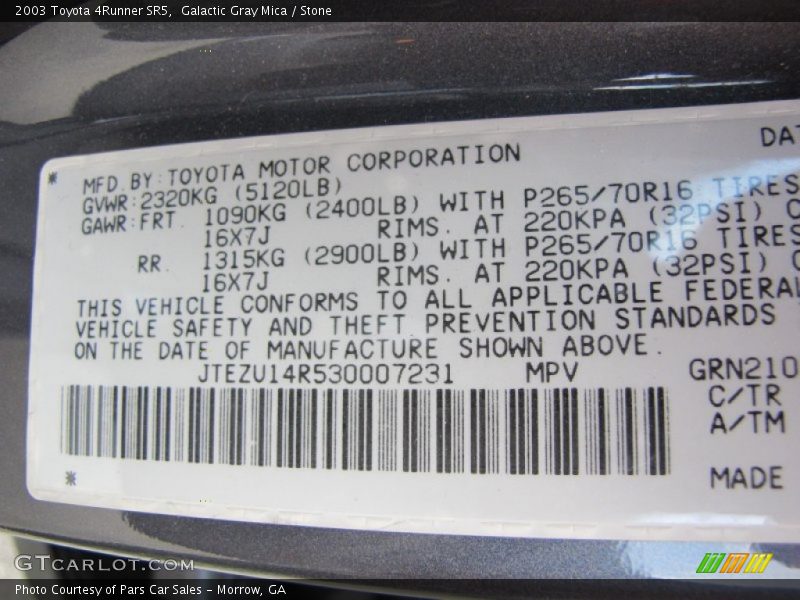 2003 Toyota 4Runner SR5,  Galactic Gray Mica / Stone
DAT
* MFD.BY:TOYOTA MOTOR CORPORATION
GVWR:2320KG (5120LB)
GAWR:FRT. 1090KG (2400LB) WITH P265/70R16 TIRES
16X7J RIMS. AT 220KPA (32PSI) C
RR. 1315KG (2900LB) WITH P265/70R16 TIRES
16X7J RIMS. AT 220KPA (32PSI) C
THIS VEHICLE CONFORMS TO ALL APPLICABLE FEDERAL
VEHICLE SAFETY AND THEFT PREVENTION STANDARDS
ON THE DATE OF MANUFACTURE SHOWN ABOVE.
JTEZU14R530007231 MPV GRN210
C/TR
A/TM
* MADE
GTCARLOT.COM
Photo Courtesy of Pars Car Sales - Morrow, GA